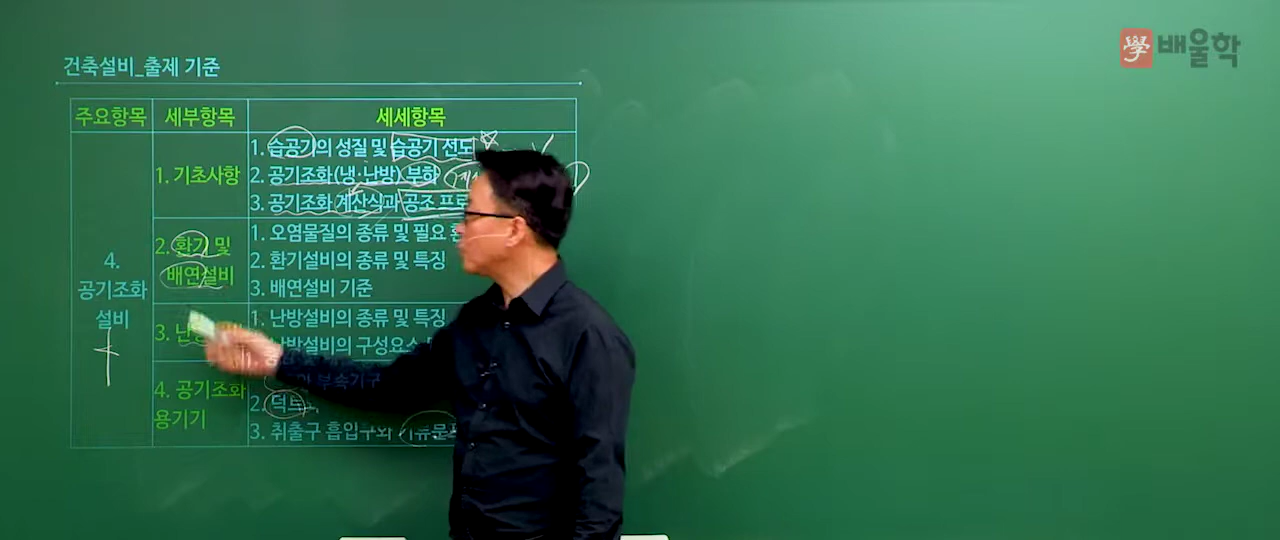 學 배울학
건축설비_출제 기준
주요항목 세부항목 세세항목
4. 공기조화 설비
1. 기초사항
1. 습공기의 성질 및 습공기 선도
2. 공기조화(냉·난방) 부하
3. 공기조화 계산식과 공조 프로
2. 환기 및
배연설비
1. 오염물질의 종류 및 필요
2. 환기설비의 종류 및 특징
3. 배연설비 기준
3.
1. 난방설비의 종류 및 특징
난방설비의 구성요소
4. 공기조화
용기기
부속기구
2. 덕트
3. 취출구 흡입구와 기류분포